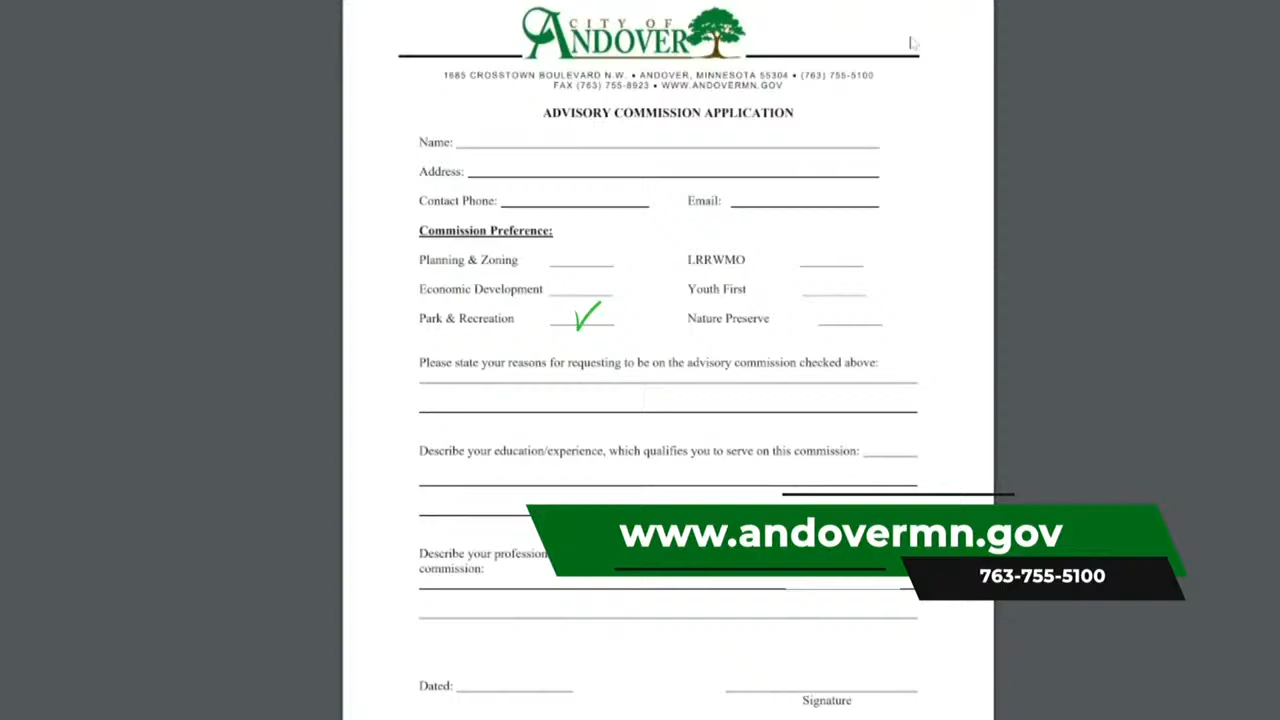 CITY OF
ANDOVER
1685 CROSSTOWN BOULEVARD N.W. • ANDOVER, MINNESOTA 55304 • (763) 755-5100
FAX (763) 755-8923 • WWW.ANDOVERMN.GOV
ADVISORY COMMISSION APPLICATION
Name:
Address:
Contact Phone: Email:
Commission Preference:
Planning & Zoning LRRWMO
Economic Development Youth First
Park & Recreation ✓ Nature Preserve
Please state your reasons for requesting to be on the advisory commission checked above:
Describe your education/experience, which qualifies you to serve on this commission:
www.andovermn.gov
Describe your profession
commission:
763-755-5100
Dated:
Signature